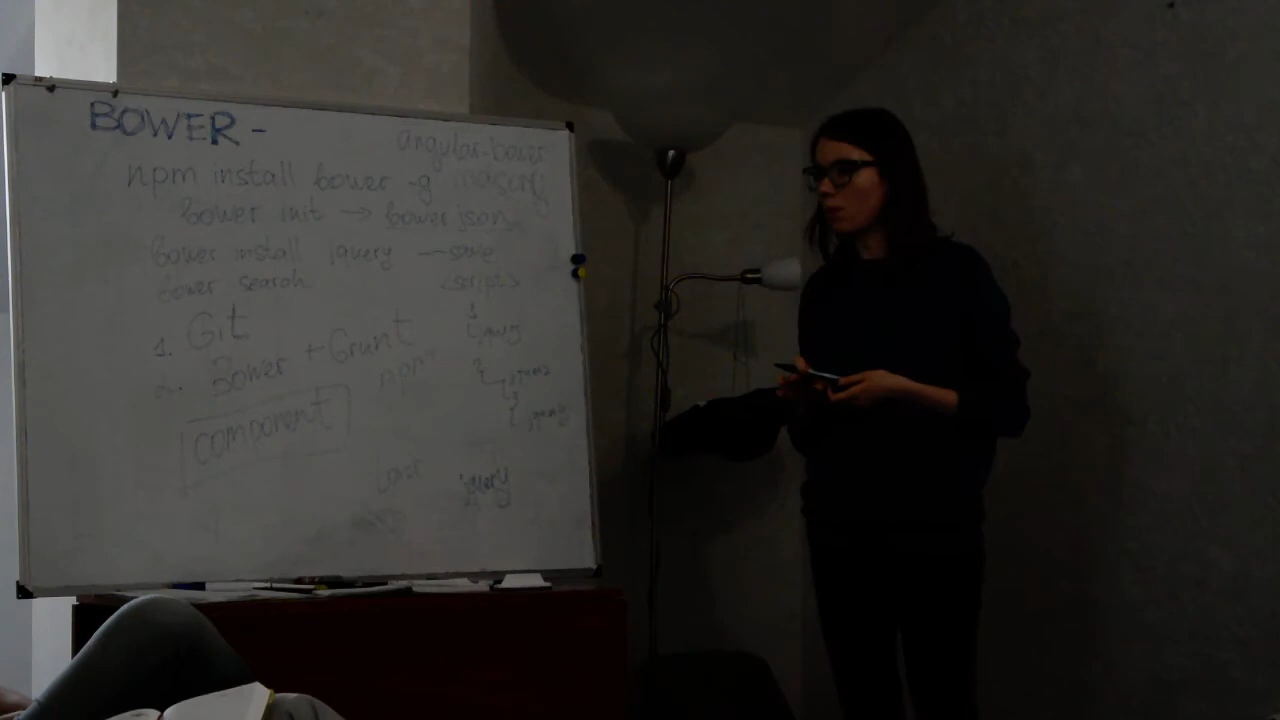 BOWER -
angular-bower
npm install bower -g
bower init → bower.json
bower install jquery --save
bower search <script>
1. Git
2. Bower + Grunt
npm
component
jquery